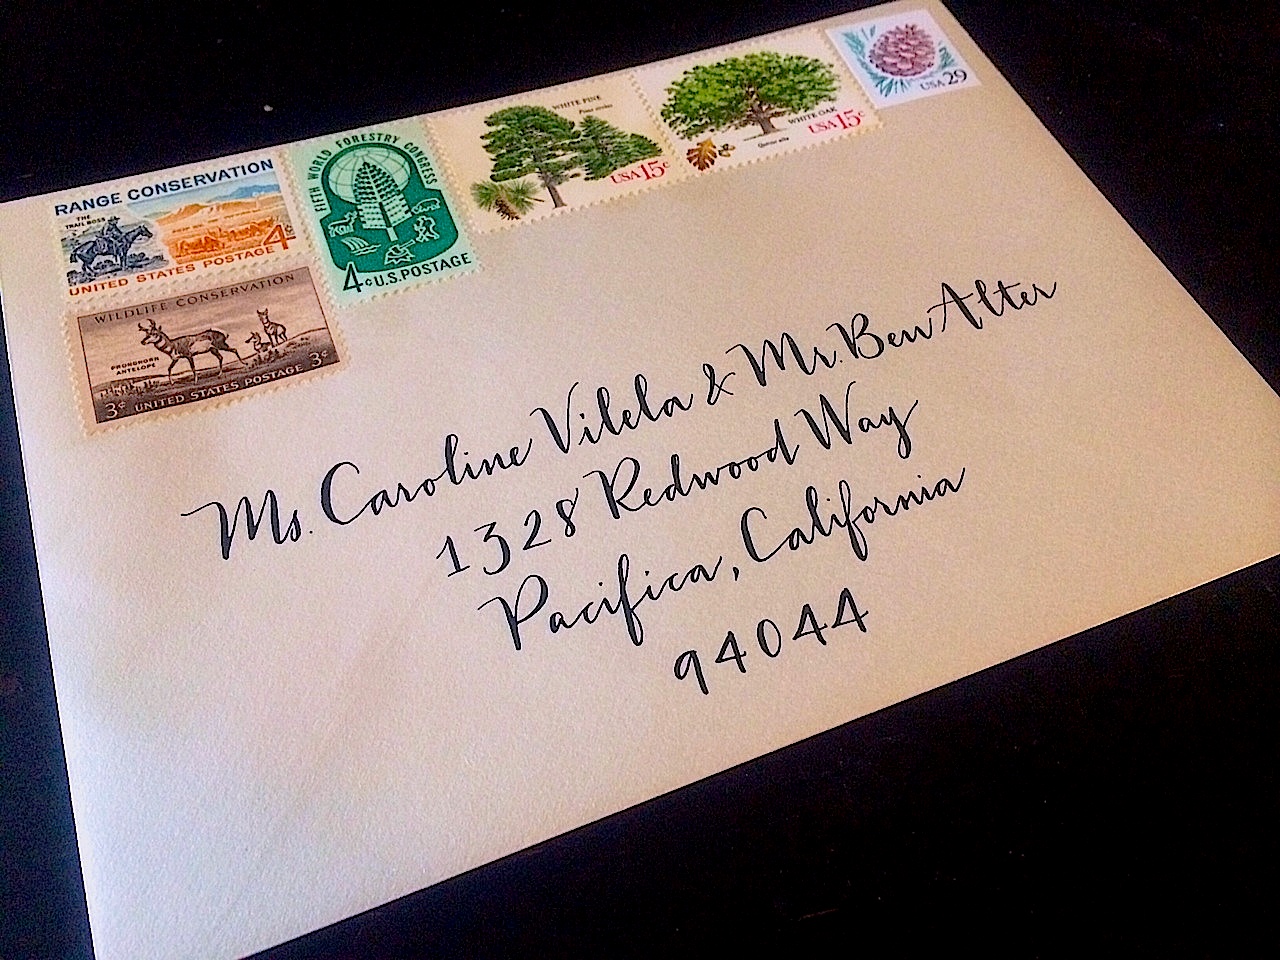 RANGE CONSERVATION
THE
TRAIL BOSS
4¢
UNITED STATES POSTAGE
WILDLIFE CONSERVATION
PRONGHORN
ANTELOPE
3¢
3¢ UNITED STATES POSTAGE
FIFTH WORLD FORESTRY CONGRESS
4¢ U.S. POSTAGE
WHITE PINE
USA 15c
WHITE OAK
USA 15c
USA 29
Ms. Caroline Vilela & Mr. Ben Alter
1328 Redwood Way
Pacifica, California
94044